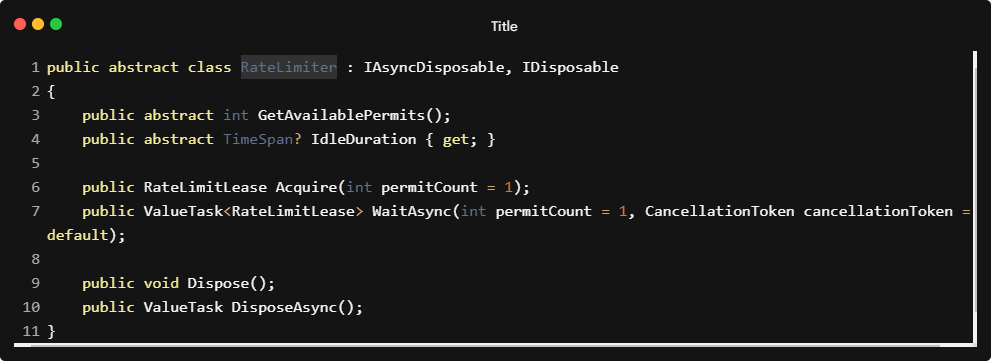 Title
1 public abstract class RateLimiter : IAsyncDisposable, IDisposable
2 {
3     public abstract int GetAvailablePermits();
4     public abstract TimeSpan? IdleDuration { get; }
5
6     public RateLimitLease Acquire(int permitCount = 1);
7     public ValueTask<RateLimitLease> WaitAsync(int permitCount = 1, CancellationToken cancellationToken =
default);
8
9     public void Dispose();
10     public ValueTask DisposeAsync();
11 }